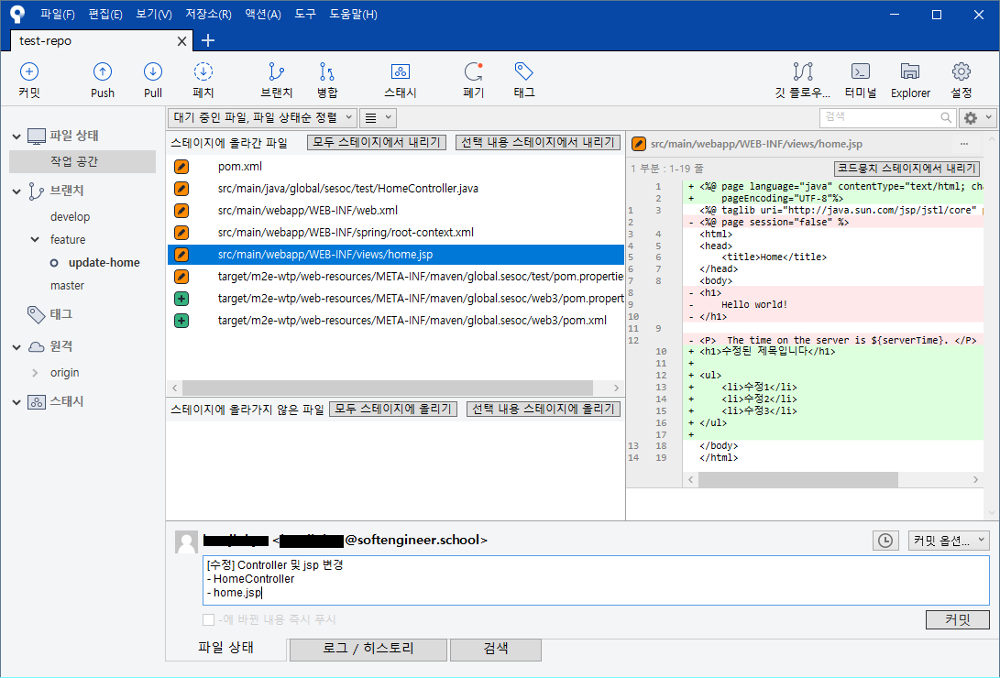 파일(F) 편집(E) 보기(V) 저장소(R) 액션(A) 도구 도움말(H)
test-repo
커밋 Push Pull 페치 브랜치 병합 스태시 폐기 태그 깃 플로우... 터미널 Explorer 설정
파일 상태
작업 공간
브랜치
develop
feature
update-home
master
태그
원격
origin
스태시
대기 중인 파일, 파일 상태순 정렬
검색
스테이지에 올라간 파일 모두 스테이지에서 내리기 선택 내용 스테이지에서 내리기
pom.xml
src/main/java/global/sesoc/test/HomeController.java
src/main/webapp/WEB-INF/web.xml
src/main/webapp/WEB-INF/spring/root-context.xml
src/main/webapp/WEB-INF/views/home.jsp
target/m2e-wtp/web-resources/META-INF/maven/global.sesoc/test/pom.propertie
target/m2e-wtp/web-resources/META-INF/maven/global.sesoc/web3/pom.propert
target/m2e-wtp/web-resources/META-INF/maven/global.sesoc/web3/pom.xml
스테이지에 올라가지 않은 파일 모두 스테이지에 올리기 선택 내용 스테이지에 올리기
src/main/webapp/WEB-INF/views/home.jsp ...
1 부분 : 1-19 줄 코드뭉치 스테이지에서 내리기
1 + <%@ page language="java" contentType="text/html; cha
2 + pageEncoding="UTF-8"%>
1 3 <%@ taglib uri="http://java.sun.com/jsp/jstl/core" p
2 - <%@ page session="false" %>
3 4 <html>
4 5 <head>
5 6 <title>Home</title>
6 7 </head>
7 8 <body>
8 - <h1>
9 - Hello world!
10 - </h1>
11 9
12 - <P>  The time on the server is ${serverTime}. </P>
10 + <h1>수정된 제목입니다</h1>
11 +
12 + <ul>
13 + <li>수정1</li>
14 + <li>수정2</li>
15 + <li>수정3</li>
16 + </ul>
17 +
13 18 </body>
14 19 </html>
<@softengineer.school>
커밋 옵션...
[수정] Controller 및 jsp 변경
- HomeController
- home.jsp
-에 바뀐 내용 즉시 푸시
커밋
파일 상태 로그 / 히스토리 검색